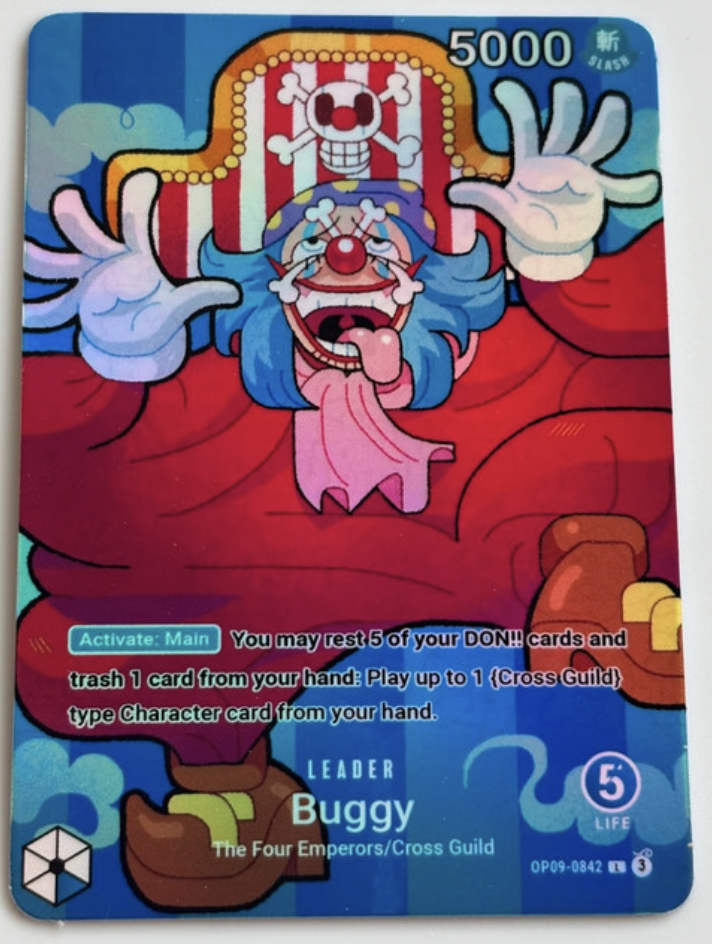 5000
斬
SLASH
Activate: Main You may rest 5 of your DON!! cards and
trash 1 card from your hand: Play up to 1 {Cross Guild}
type Character card from your hand.
LEADER
Buggy
The Four Emperors/Cross Guild
5
LIFE
OP09-0842 L 3